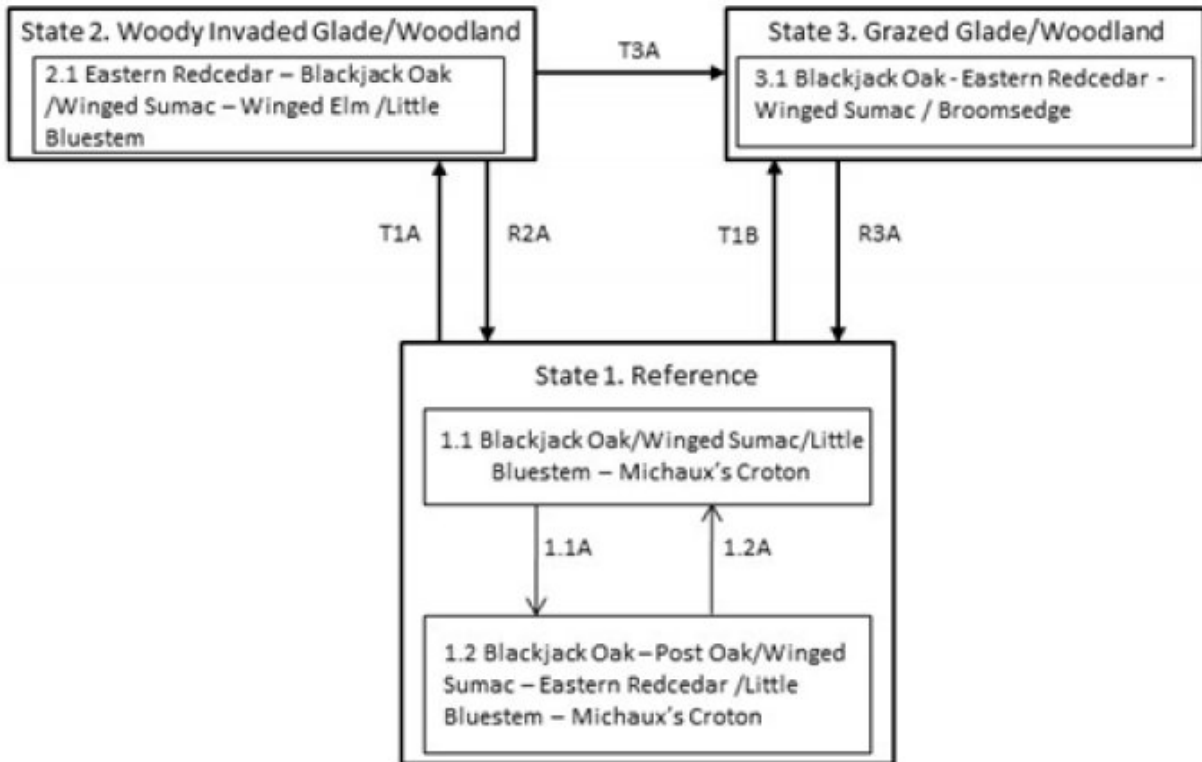 State 2. Woody Invaded Glade/Woodland
2.1 Eastern Redcedar – Blackjack Oak
/Winged Sumac – Winged Elm /Little
Bluestem
T3A
State 3. Grazed Glade/Woodland
3.1 Blackjack Oak - Eastern Redcedar -
Winged Sumac / Broomsedge
T1A
R2A
T1B
R3A
State 1. Reference
1.1 Blackjack Oak/Winged Sumac/Little
Bluestem – Michaux's Croton
1.1A
1.2A
1.2 Blackjack Oak – Post Oak/Winged
Sumac – Eastern Redcedar /Little
Bluestem – Michaux's Croton